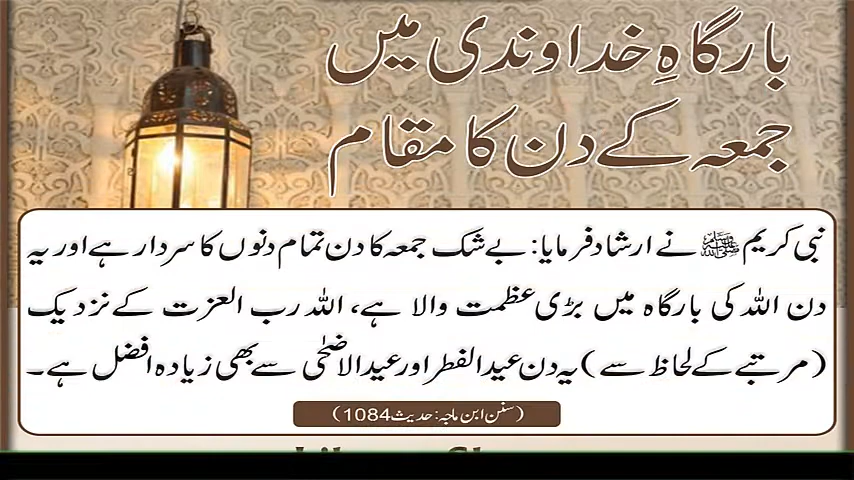 بارگاہِ خداوندی میں
جمعہ کے دن کا مقام
نبی کریم ﷺ نے ارشاد فرمایا: بے شک جمعہ کا دن تمام دنوں کا سردار ہے اور یہ
دن اللہ کی بارگاہ میں بڑی عظمت والا ہے، اللہ رب العزت کے نزدیک
(مرتبے کے لحاظ سے) یہ دن عید الفطر اور عید الاضحٰی سے بھی زیادہ افضل ہے۔
(سنن ابن ماجہ: حدیث 1084)